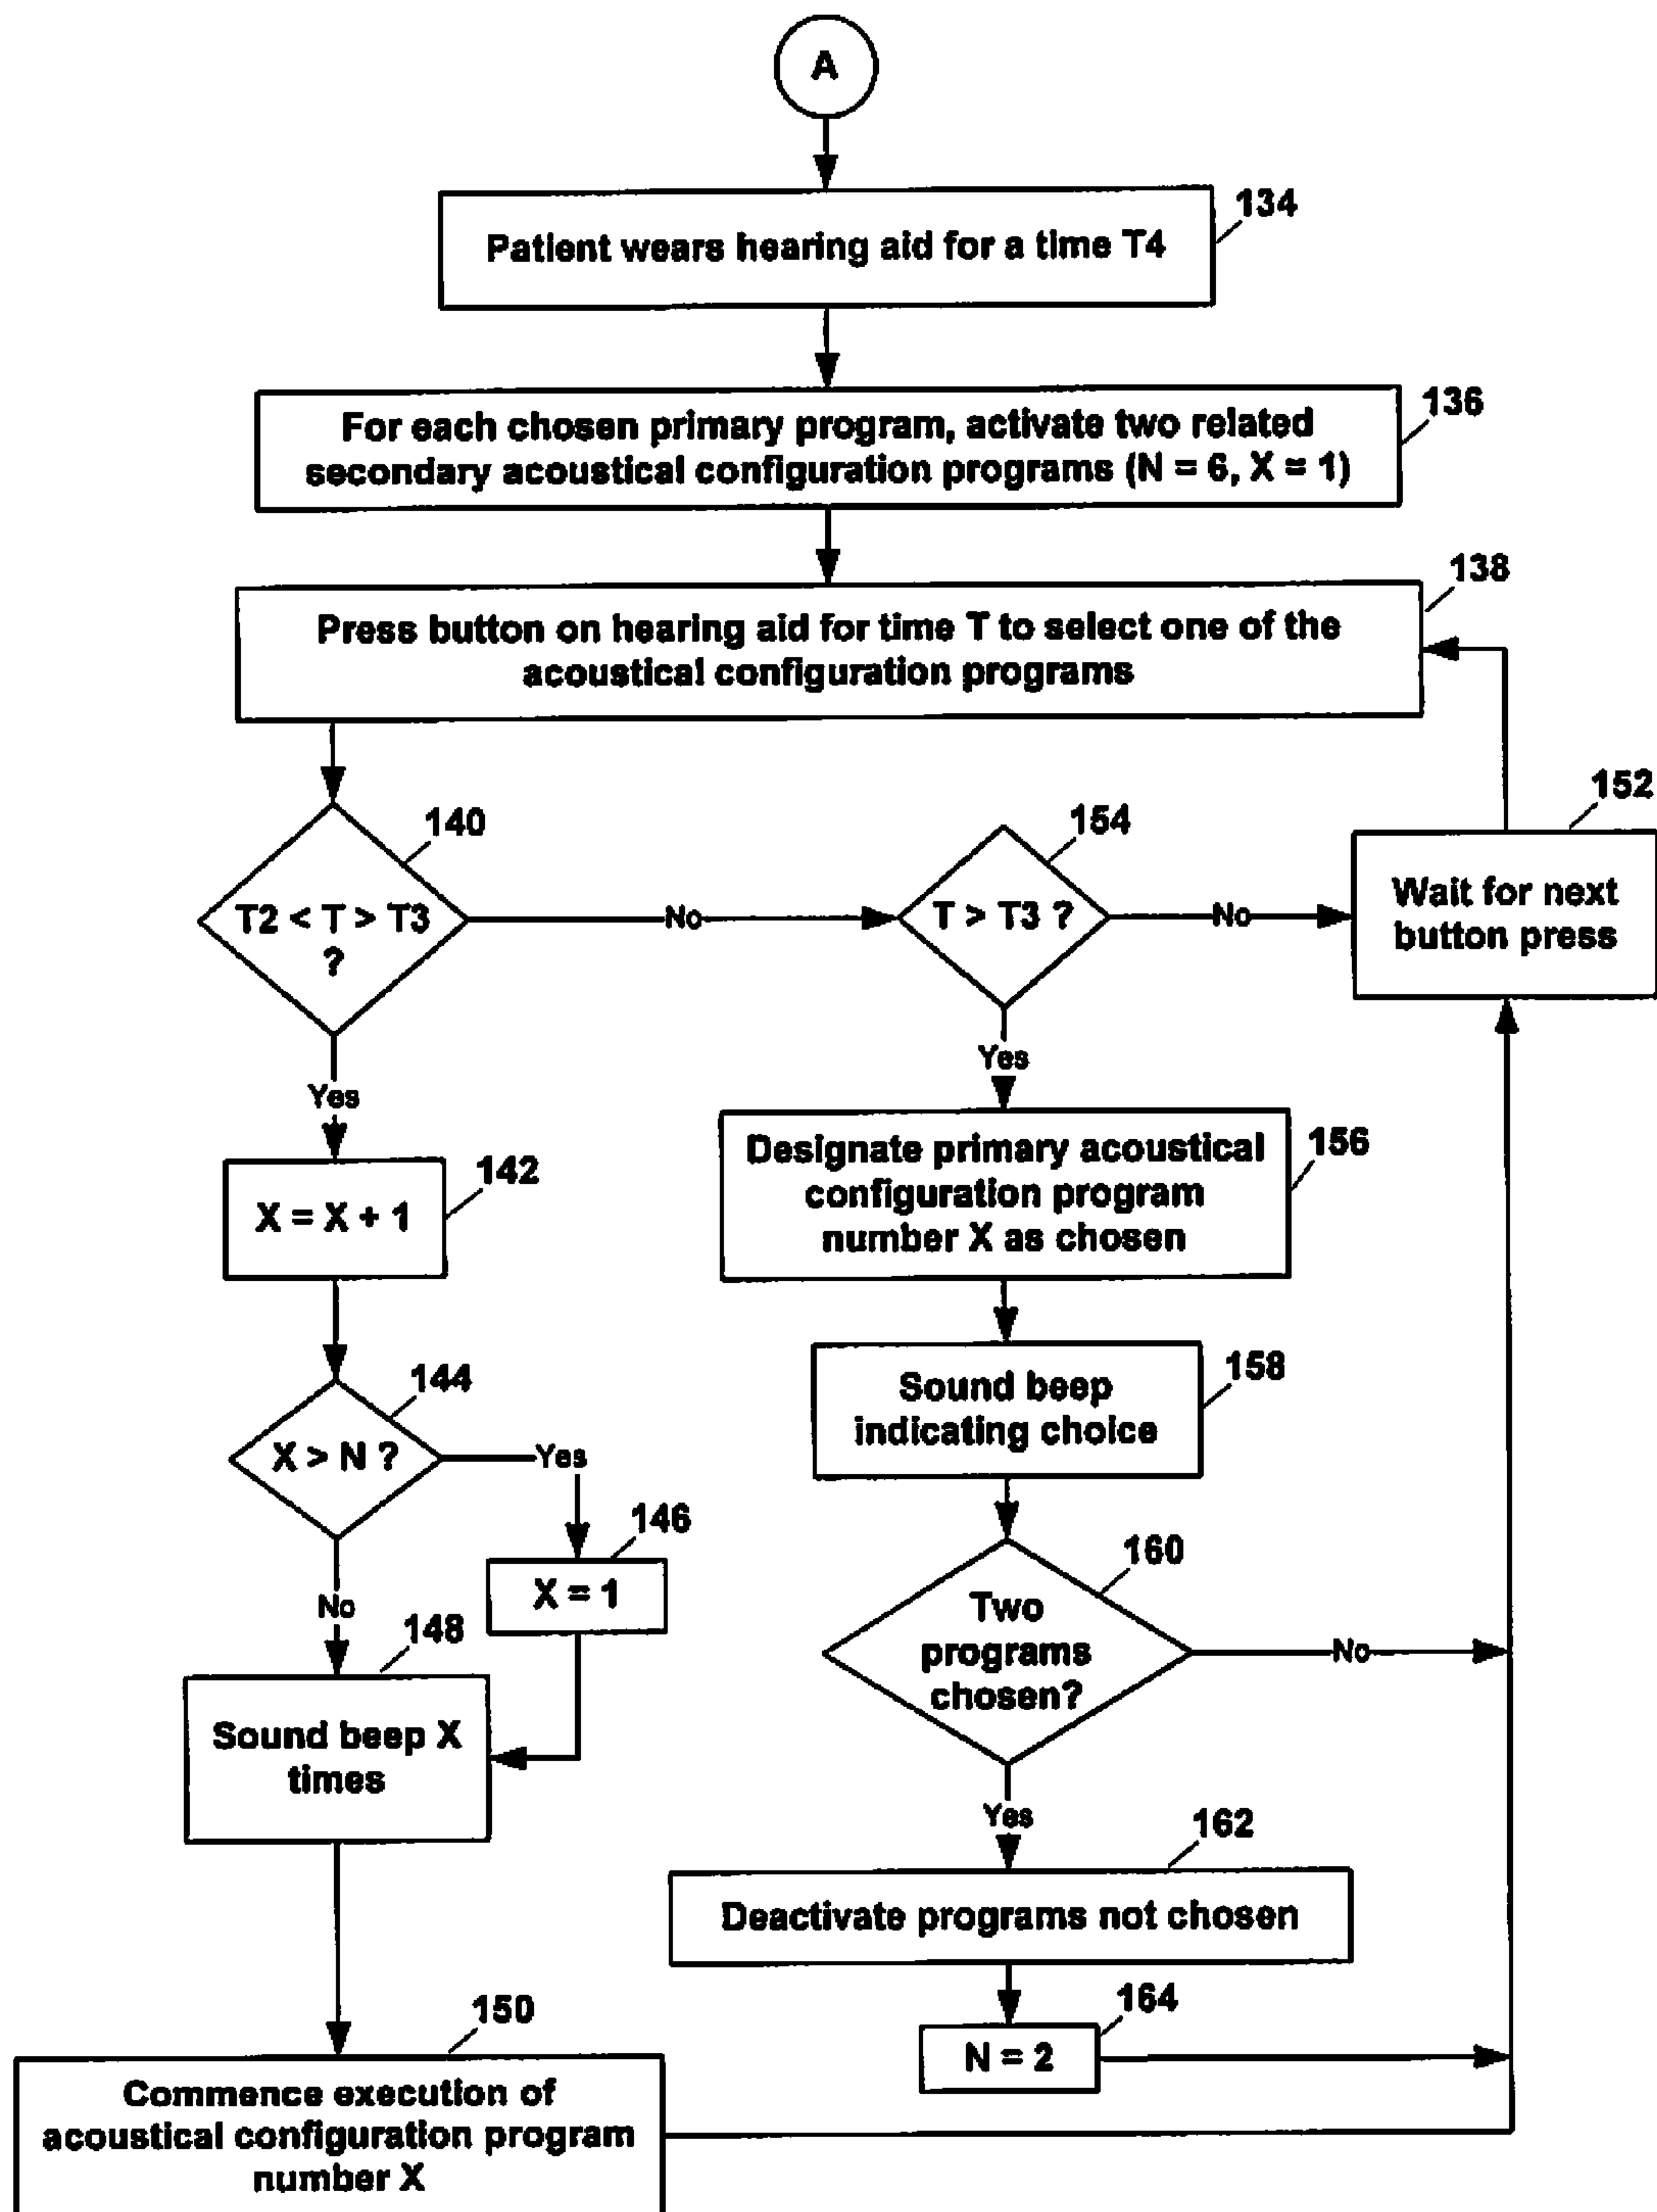 A
134
Patient wears hearing aid for a time T4
136
For each chosen primary program, activate two related
secondary acoustical configuration programs (N = 6, X = 1)
138
Press button on hearing aid for time T to select one of the
acoustical configuration programs
140
T2 < T > T3
?
No
154
T > T3 ?
No
152
Wait for next
button press
Yes
142
X = X + 1
144
X > N ?
Yes
146
X = 1
No
148
Sound beep X
times
150
Commence execution of
acoustical configuration program
number X
Yes
156
Designate primary acoustical
configuration program
number X as chosen
158
Sound beep
indicating choice
160
Two
programs
chosen?
No
Yes
162
Deactivate programs not chosen
164
N = 2